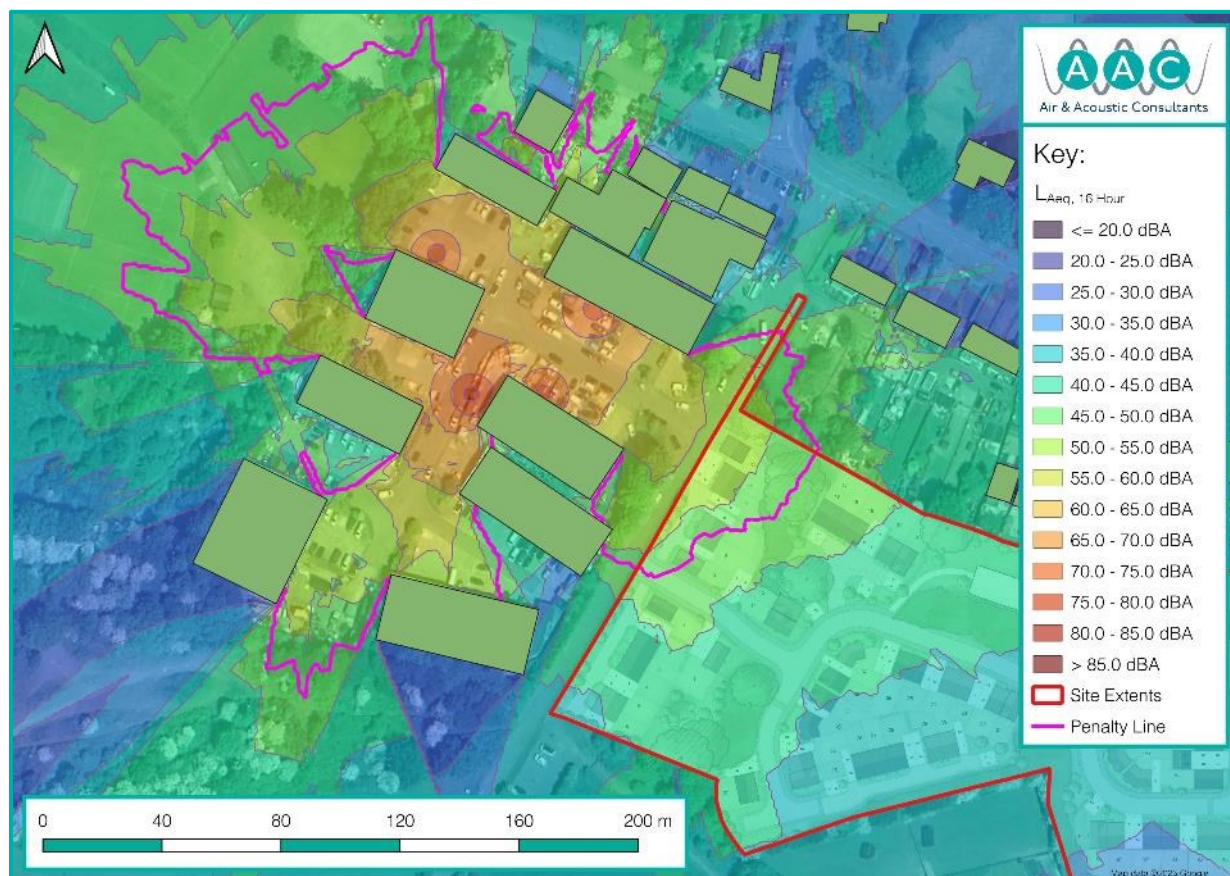 AAC
Air & Acoustic Consultants
Key:
LAeq, 16 Hour
<= 20.0 dBA
20.0 - 25.0 dBA
25.0 - 30.0 dBA
30.0 - 35.0 dBA
35.0 - 40.0 dBA
40.0 - 45.0 dBA
45.0 - 50.0 dBA
50.0 - 55.0 dBA
55.0 - 60.0 dBA
60.0 - 65.0 dBA
65.0 - 70.0 dBA
70.0 - 75.0 dBA
75.0 - 80.0 dBA
80.0 - 85.0 dBA
> 85.0 dBA
Site Extents
Penalty Line
0 40 80 120 160 200 m
Map data ©2025 Google